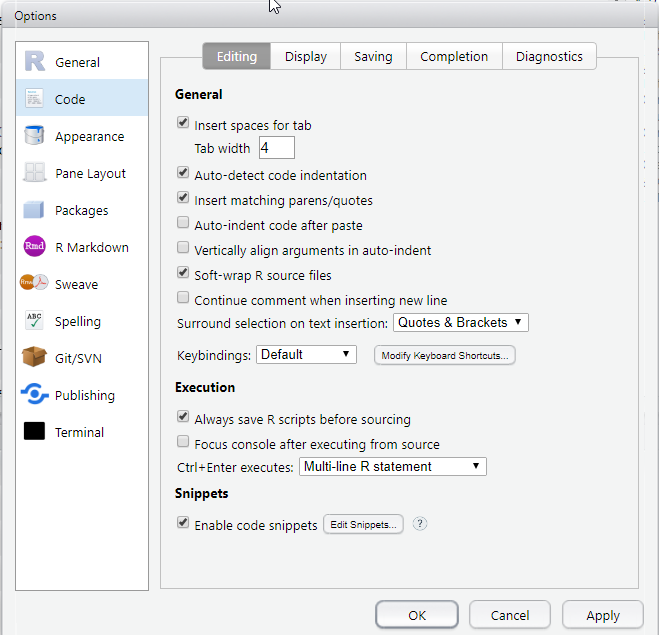 Options
R General
Code
Appearance
Pane Layout
Packages
Rmd R Markdown
Rnw Sweave
ABC Spelling
Git/SVN
Publishing
Terminal
Editing Display Saving Completion Diagnostics
General
Insert spaces for tab
Tab width 4
Auto-detect code indentation
Insert matching parens/quotes
Auto-indent code after paste
Vertically align arguments in auto-indent
Soft-wrap R source files
Continue comment when inserting new line
Surround selection on text insertion: Quotes & Brackets
Keybindings: Default Modify Keyboard Shortcuts...
Execution
Always save R scripts before sourcing
Focus console after executing from source
Ctrl+Enter executes: Multi-line R statement
Snippets
Enable code snippets Edit Snippets... ?
OK Cancel Apply